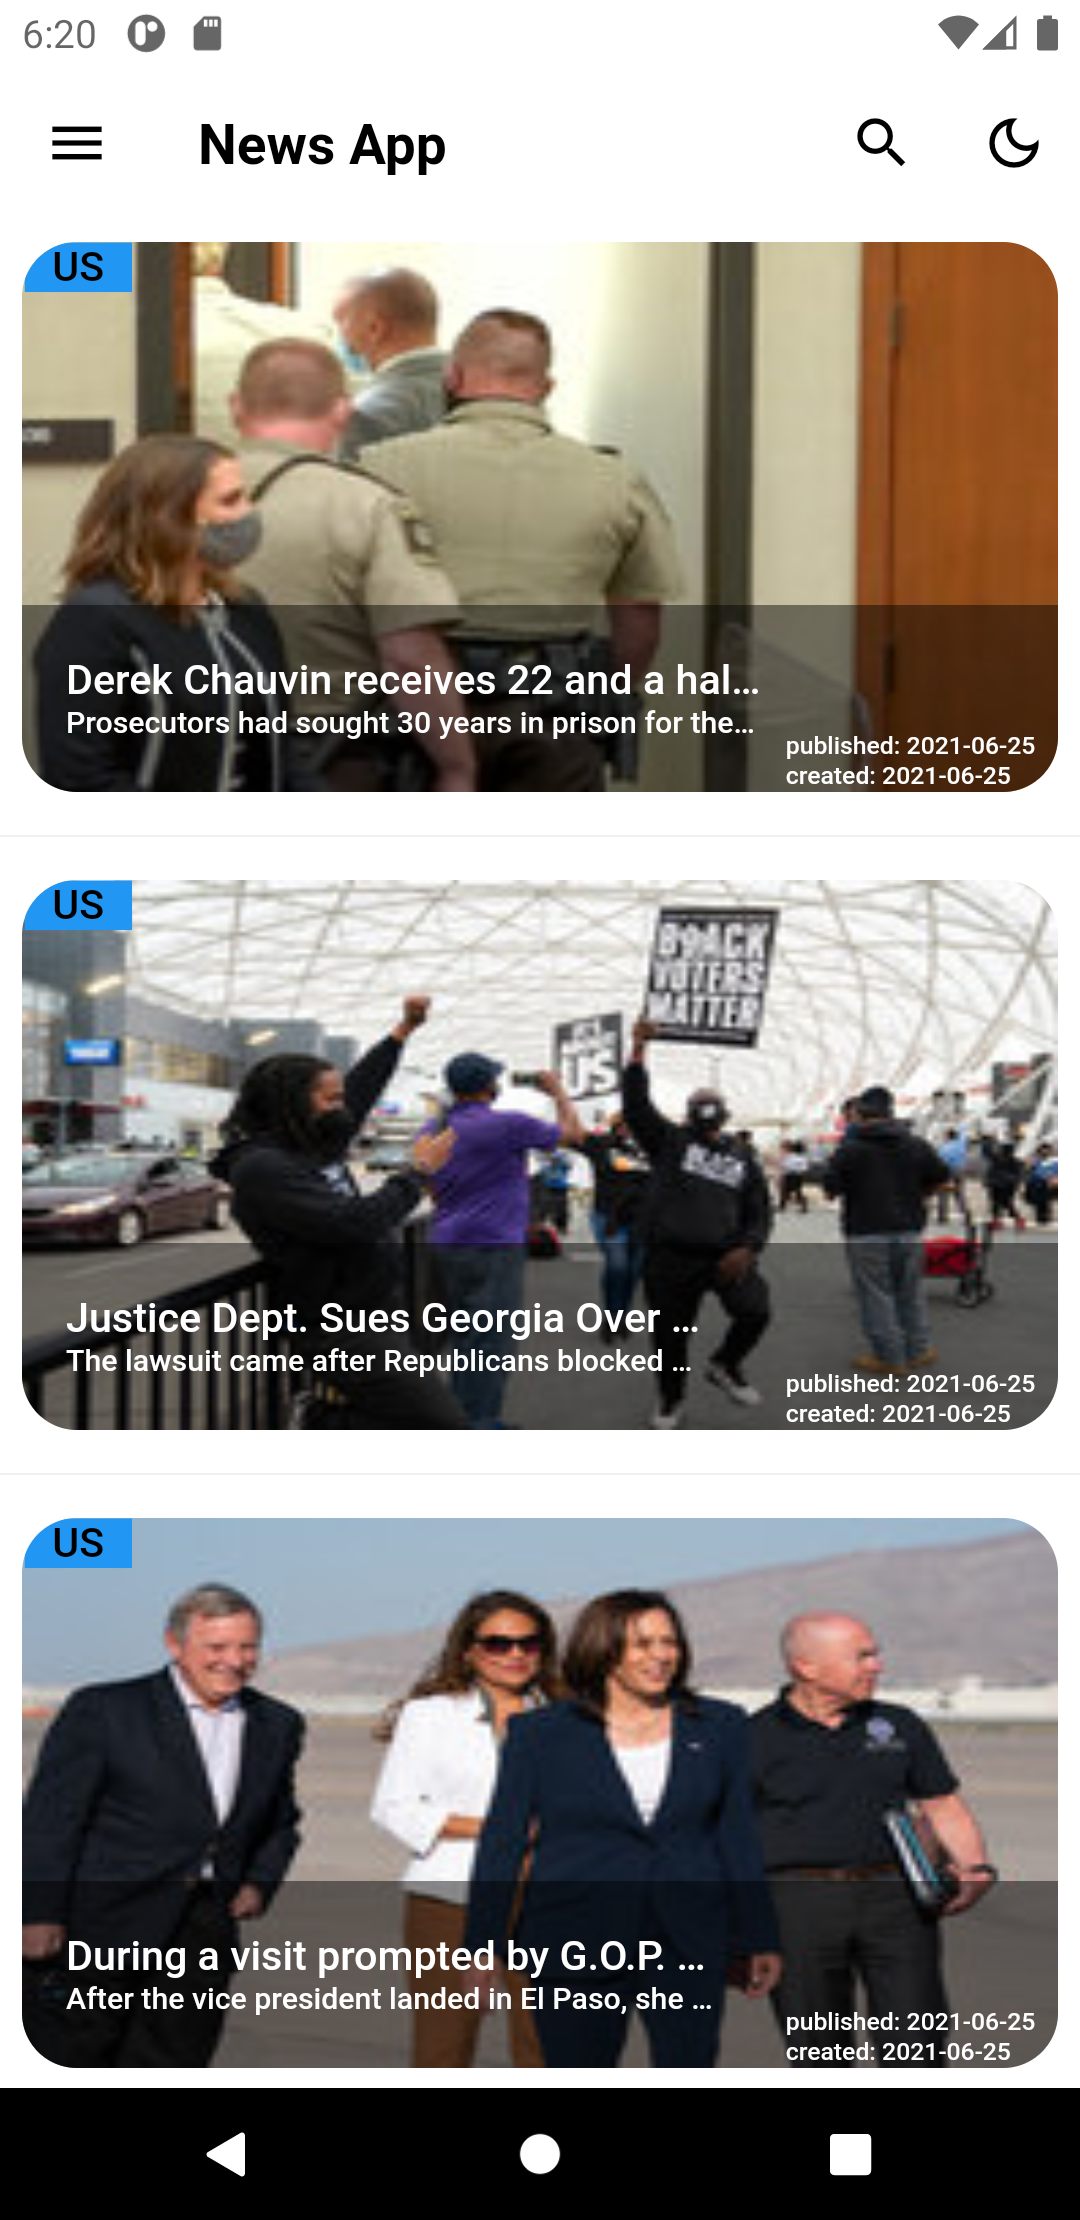 6:20
News App
US
Derek Chauvin receives 22 and a hal...
Prosecutors had sought 30 years in prison for the...
published: 2021-06-25
created: 2021-06-25
US
BLACK
VOTERS
MATTER
US
BLACK
Justice Dept. Sues Georgia Over ...
The lawsuit came after Republicans blocked ...
published: 2021-06-25
created: 2021-06-25
US
During a visit prompted by G.O.P. ...
After the vice president landed in El Paso, she ...
published: 2021-06-25
created: 2021-06-25